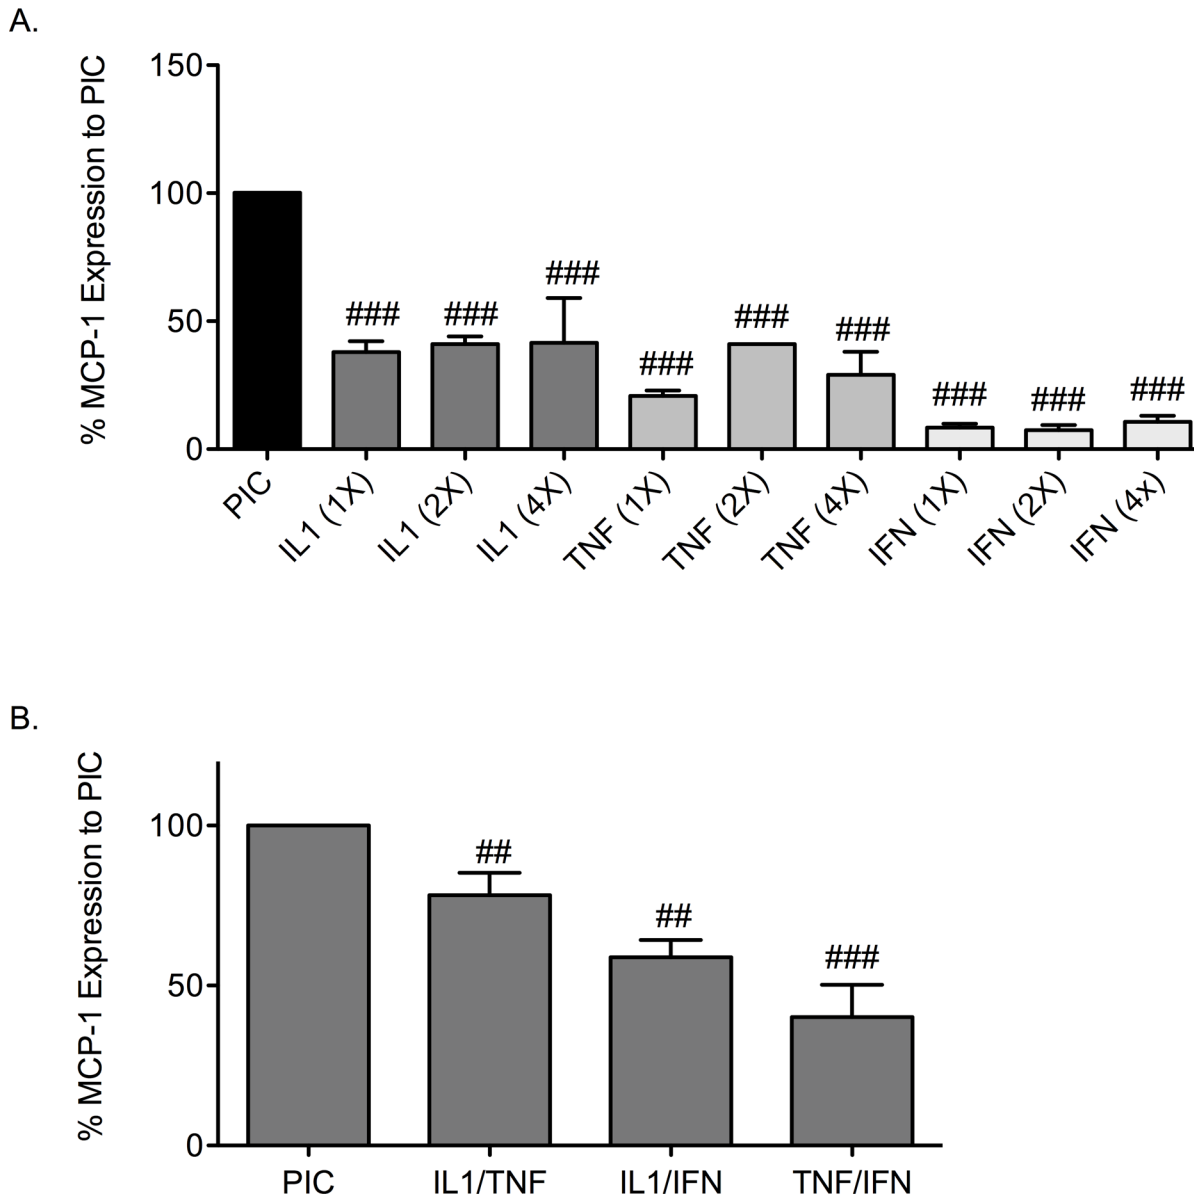 A.
% MCP-1 Expression to PIC
150
100
50
0
###
###
###
###
###
###
###
###
###
PIC
IL1 (1X)
IL1 (2X)
IL1 (4X)
TNF (1X)
TNF (2X)
TNF (4X)
IFN (1X)
IFN (2X)
IFN (4x)
B.
% MCP-1 Expression to PIC
100
50
0
##
##
###
PIC
IL1/TNF
IL1/IFN
TNF/IFN